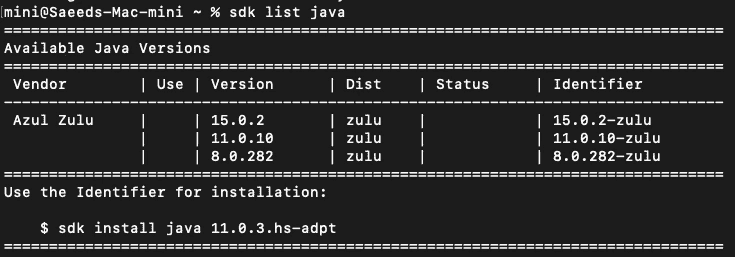 mini@Saeeds-Mac-mini ~ % sdk list java
================================================================================
Available Java Versions
================================================================================
 Vendor        | Use | Version      | Dist    | Status     | Identifier
--------------------------------------------------------------------------------
 Azul Zulu     |     | 15.0.2       | zulu    |            | 15.0.2-zulu
               |     | 11.0.10      | zulu    |            | 11.0.10-zulu
               |     | 8.0.282      | zulu    |            | 8.0.282-zulu
================================================================================
Use the Identifier for installation:

    $ sdk install java 11.0.3.hs-adpt
================================================================================